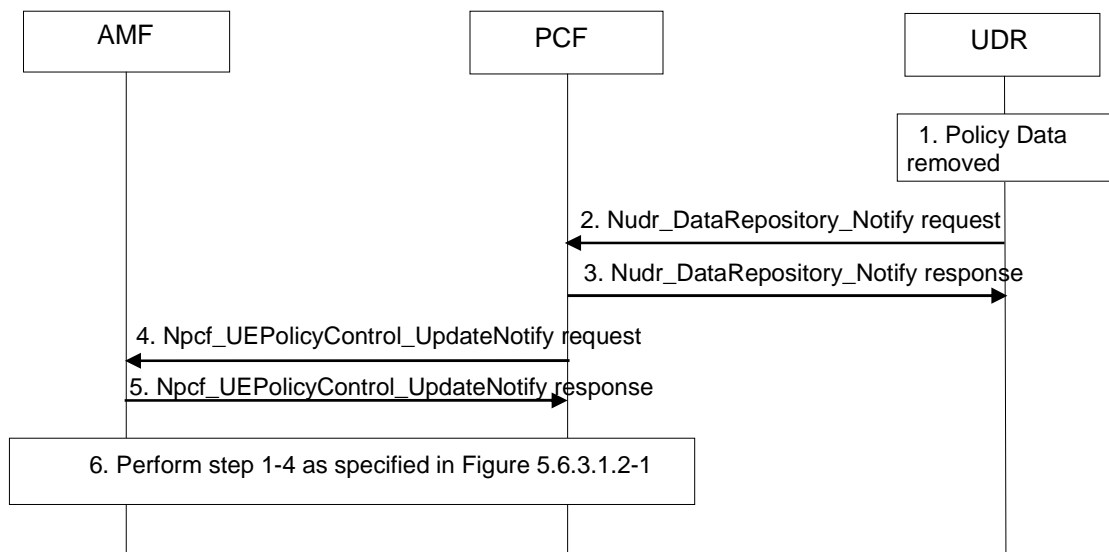 AMF
PCF
UDR
1. Policy Data
removed
2. Nudr_DataRepository_Notify request
3. Nudr_DataRepository_Notify response
4. Npcf_UEPolicyControl_UpdateNotify request
5. Npcf_UEPolicyControl_UpdateNotify response
6. Perform step 1-4 as specified in Figure 5.6.3.1.2-1